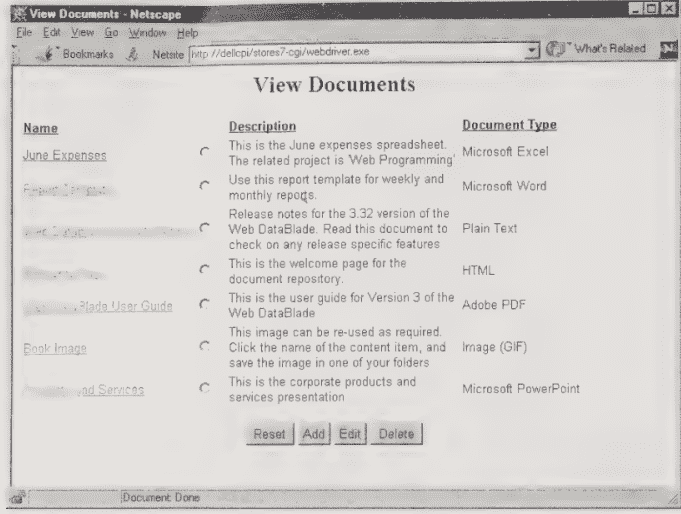 View Documents - Netscape
File Edit View Go Window Help
Bookmarks Netsite http://dellcpi/stores7-cgi/webdriver.exe What's Related
View Documents
Name Description Document Type
June Expenses This is the June expenses spreadsheet. Microsoft Excel
The related project is 'Web Programming'
Use this report template for weekly and Microsoft Word
monthly reports.
Release notes for the 3.32 version of the
Web DataBlade. Read this document to Plain Text
check on any release specific features
This is the welcome page for the HTML
document repository.
Blade User Guide This is the user guide for Version 3 of the Adobe PDF
Web DataBlade
This image can be re-used as required.
Book Image Click the name of the content item, and Image (GIF)
save the image in one of your folders
Services This is the corporate products and Microsoft PowerPoint
services presentation
Reset Add Edit Delete
Document: Done